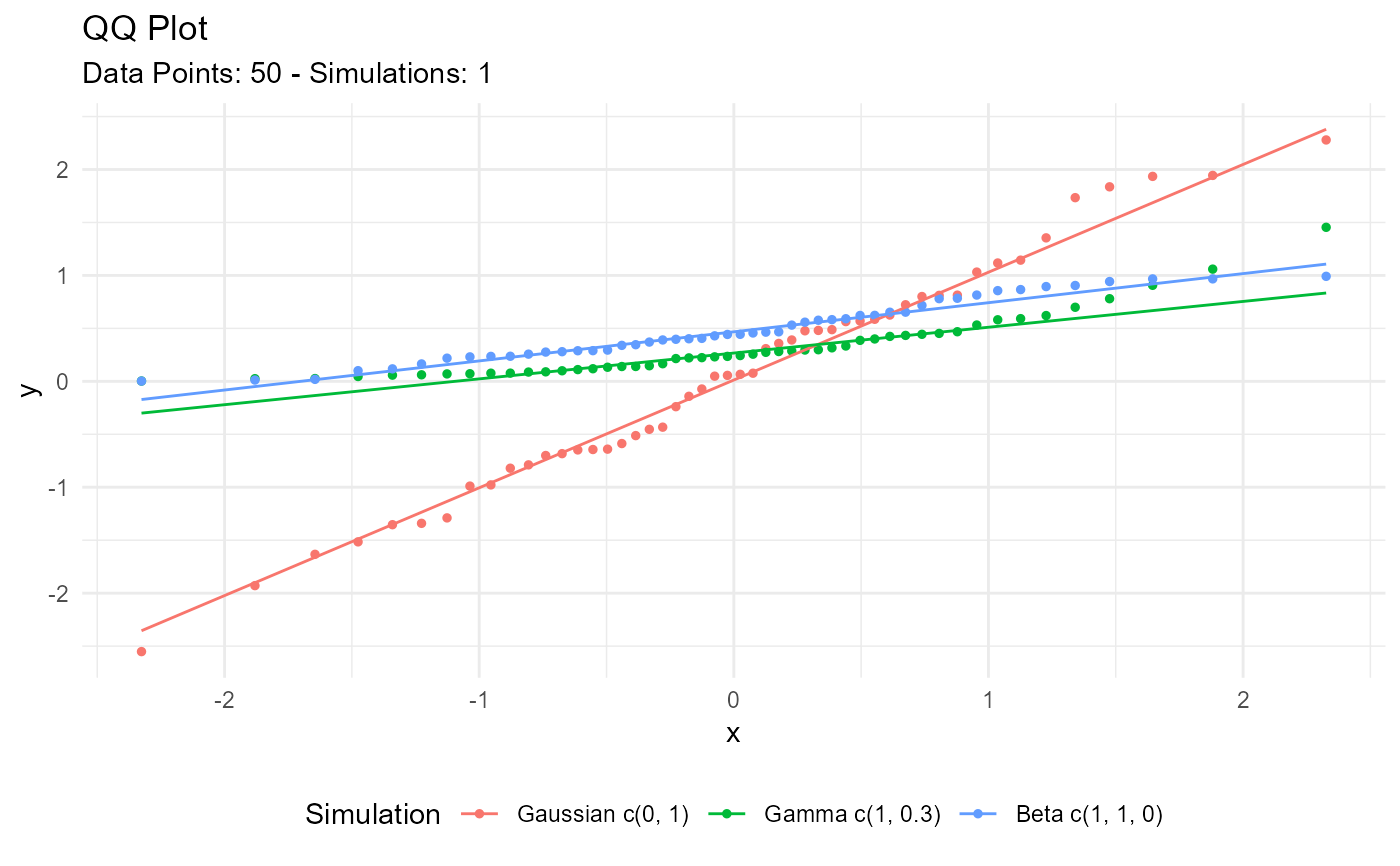 QQ Plot
Data Points: 50 - Simulations: 1
y
2
1
0
-1
-2
-2 -1 0 1 2
x
Simulation Gaussian c(0, 1) Gamma c(1, 0.3) Beta c(1, 1, 0)